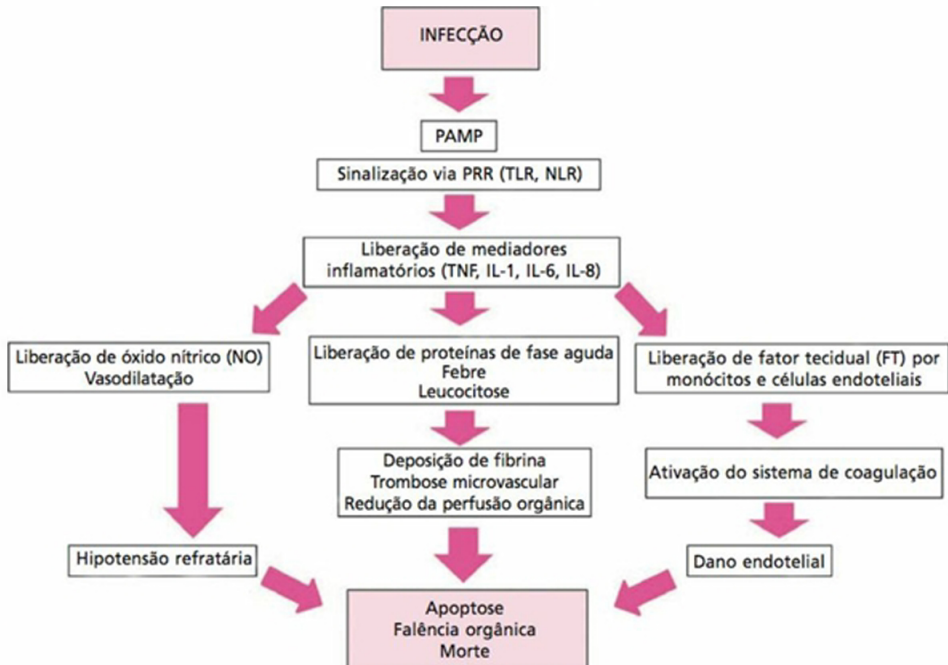 INFECÇÃO
PAMP
Sinalização via PRR (TLR, NLR)
Liberação de mediadores
inflamatórios (TNF, IL-1, IL-6, IL-8)
Liberação de óxido nítrico (NO)
Vasodilatação
Liberação de proteínas de fase aguda
Febre
Leucocitose
Liberação de fator tecidual (FT) por
monócitos e células endoteliais
Deposição de fibrina
Trombose microvascular
Redução da perfusão orgânica
Ativação do sistema de coagulação
Hipotensão refratária
Dano endotelial
Apoptose
Falência orgânica
Morte